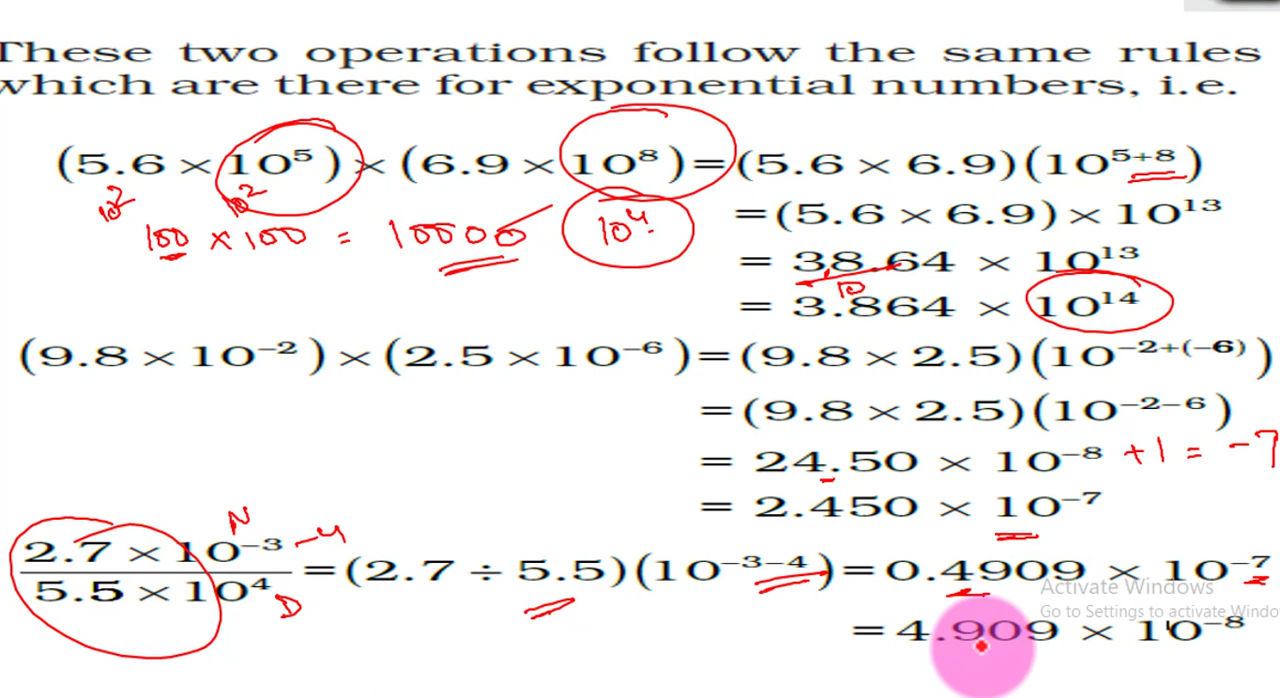 These two operations follow the same rules
which are there for exponential numbers, i.e.
(5.6 × 10⁵) × (6.9 × 10⁸) = (5.6 × 6.9)(10⁵⁺⁸)
10² 10²
100 × 100 = 10000 10⁴
= (5.6 × 6.9) × 10¹³
= 38.64 × 10¹³
10
= 3.864 × 10¹⁴
(9.8 × 10⁻²) × (2.5 × 10⁻⁶) = (9.8 × 2.5)(10⁻²⁺⁽⁻⁶⁾)
= (9.8 × 2.5)(10⁻²⁻⁶)
= 24.50 × 10⁻⁸ +1 = -7
= 2.450 × 10⁻⁷
N
2.7 × 10⁻³ -4
5.5 × 10⁴ D
= (2.7 ÷ 5.5)(10⁻³⁻⁴) = 0.4909 × 10⁻⁷
Activate Windows
Go to Settings to activate Windo
= 4.909 × 10⁻⁸